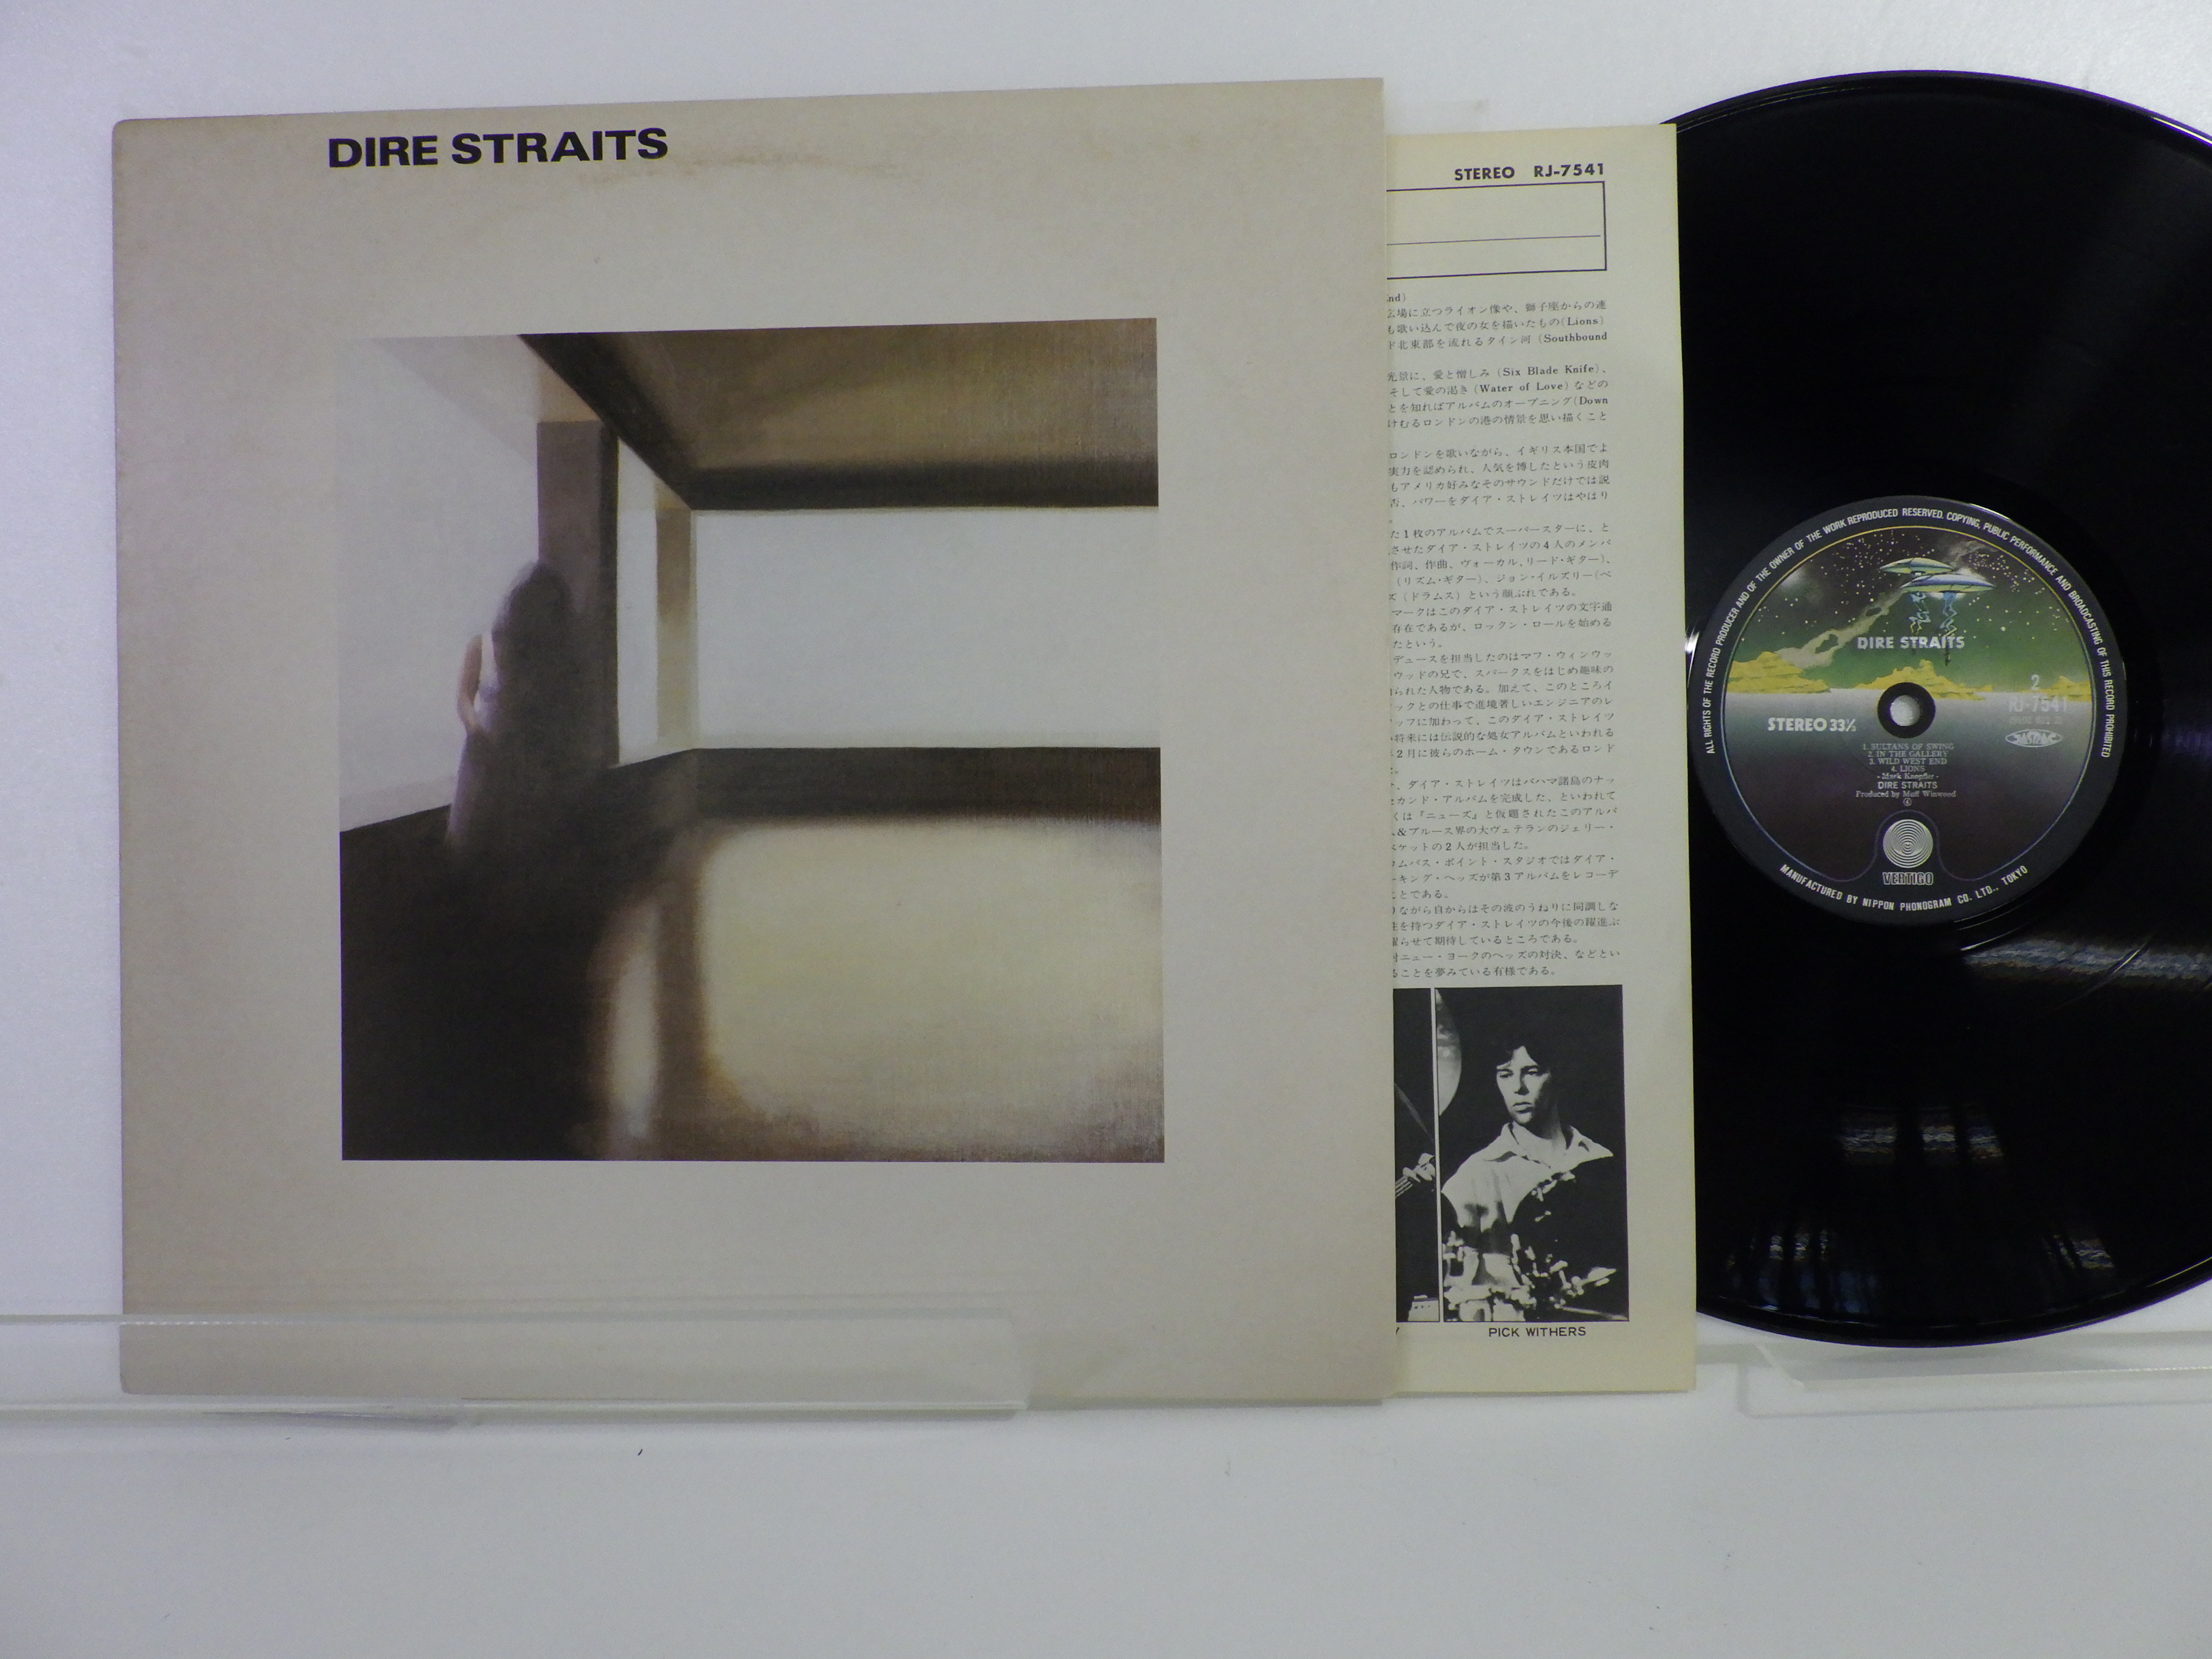 DIRE STRAITS
STEREO RJ-7541
広場に立つライオン像や、獅子座からの連
も歌い込んで夜の女を描いたもの(Lions)
ド北東部を流れるタイン河 (Southbound
光景に、愛と憎しみ (Six Blade Knife)、
そして愛の渇き (Water of Love) などの
とを知ればアルバムのオープニング(Down
けむるロンドンの港の情景を思い描くこと
ロンドンを歌いながら、イギリス本国でよ
実力を認められ、人気を博したという皮肉
もアメリカ好みなそのサウンドだけでは説
パワーをダイア・ストレイツはやはり
た1枚のアルバムでスーパースターに、と
させたダイア・ストレイツの4人のメンバ
作詞、作曲、ヴォーカル、リード・ギター)、
(リズム・ギター)、ジョン・イルズリー(ベ
ズ (ドラムス) という顔ぶれである。
マークはこのダイア・ストレイツの文字通
存在であるが、ロックン・ロールを始める
たという。
デュースを担当したのはマフ・ウィンウッ
ウッドの兄で、スパークスをはじめ趣味の
られた人物である。加えて、このところイ
ックとの仕事で進境著しいエンジニアのレ
ッフに加わって、このダイア・ストレイツ
将来には伝説的な処女アルバムといわれる
2月に彼らのホーム・タウンであるロンド
、ダイア・ストレイツはバハマ諸島のナッ
セカンド・アルバムを完成した、といわれて
くは『ニューズ』と仮題されたこのアルバ
&ブルース界の大ヴェテランのジェリー・
ケットの2人が担当した。
ムパス・ポイント・スタジオではダイア・
ーキング・ヘッズが第3アルバムをレコーデ
ことである。
りながら自からはその波のうねりに同調しな
を持つダイア・ストレイツの今後の躍進ぶ
らせて期待しているところである。
ニュー・ヨークのヘッズの対決、などとい
ることを夢みている有様である。
PICK WITHERS
ALL RIGHTS OF THE RECORD PRODUCER AND OF THE OWNER OF THE WORK REPRODUCED RESERVED. COPYING, PUBLIC PERFORMANCE AND BROADCASTING OF THIS RECORD PROHIBITED
DIRE STRAITS
2
RJ-7541
STEREO 33⅓
JASRAC
1. SULTANS OF SWING
2. IN THE GALLERY
3. WILD WEST END
4. LIONS
- Mark Knopfler -
DIRE STRAITS
Produced by Muff Winwood
VERTIGO
MANUFACTURED BY NIPPON PHONOGRAM CO. LTD., TOKYO